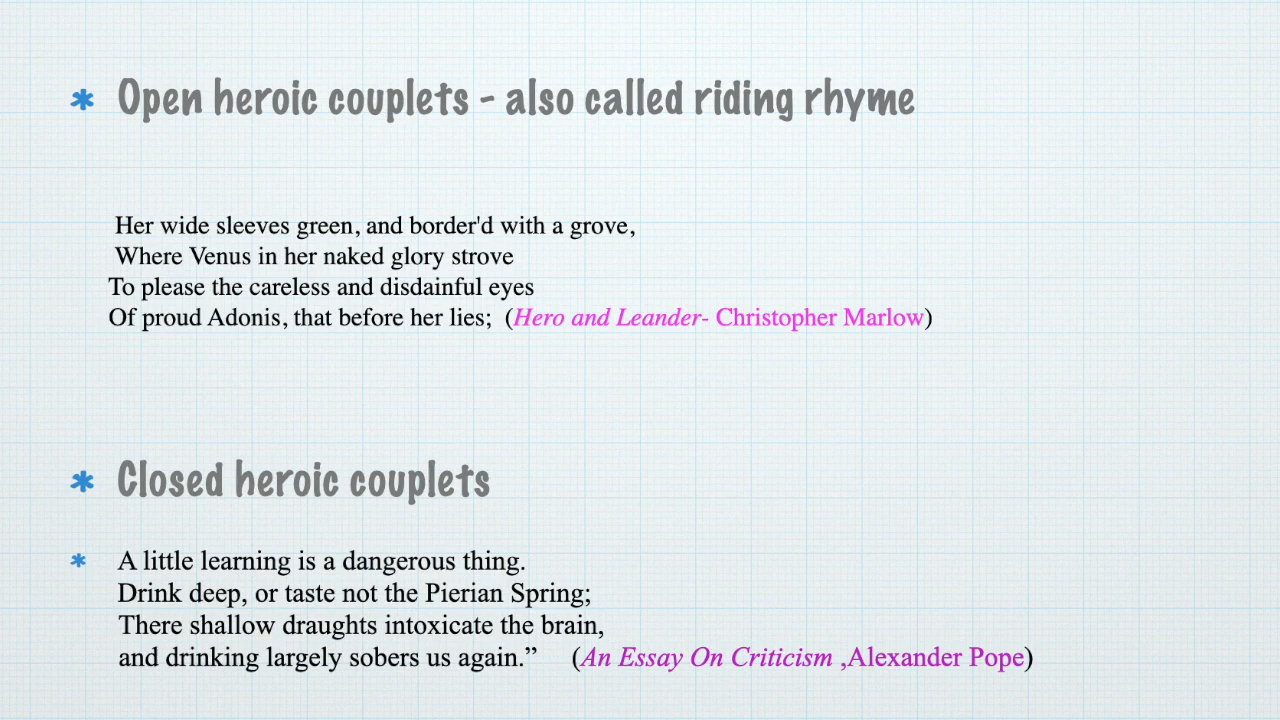 * Open heroic couplets - also called riding rhyme
Her wide sleeves green, and border'd with a grove,
Where Venus in her naked glory strove
To please the careless and disdainful eyes
Of proud Adonis, that before her lies; (Hero and Leander- Christopher Marlow)
* Closed heroic couplets
* A little learning is a dangerous thing.
Drink deep, or taste not the Pierian Spring;
There shallow draughts intoxicate the brain,
and drinking largely sobers us again.” (An Essay On Criticism ,Alexander Pope)